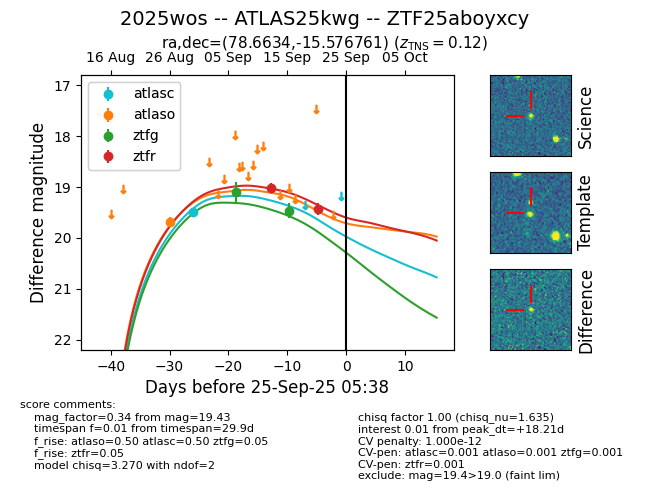 2025wos -- ATLAS25kwg -- ZTF25aboyxcy
ra,dec=(78.6634,-15.576761) (z_TNS = 0.12)
16 Aug 26 Aug 05 Sep 15 Sep 25 Sep 05 Oct
atlasc
atlaso
ztfg
ztfr
17
18
19
20
21
22
Difference magnitude
−40 −30 −20 −10 0 10
Days before 25-Sep-25 05:38
Science
Template
Difference
score comments:
mag_factor=0.34 from mag=19.43
timespan f=0.01 from timespan=29.9d
f_rise: atlaso=0.50 atlasc=0.50 ztfg=0.05
f_rise: ztfr=0.05
model chisq=3.270 with ndof=2
chisq factor 1.00 (chisq_nu=1.635)
interest 0.01 from peak_dt=+18.21d
CV penalty: 1.000e-12
CV-pen: atlasc=0.001 atlaso=0.001 ztfg=0.001
CV-pen: ztfr=0.001
exclude: mag=19.4>19.0 (faint lim)